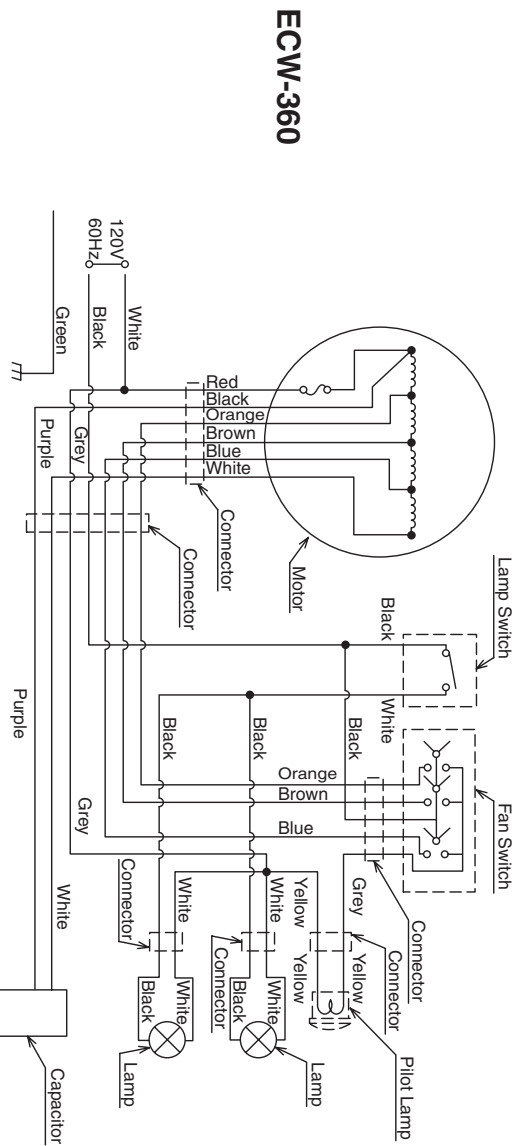 ECW-360
120V
60Hz
White
Black
Green
Red
Black
Orange
Brown
Blue
White
Grey
Purple
Connector
Connector
Motor
Lamp Switch
Black
White
Fan Switch
Black
Black
Black
Orange
Brown
Blue
Purple
Grey
White
Connector
White
White
Yellow
Grey
Connector
Connector
Connector
Yellow
Yellow
Black
White
Black
White
Lamp
Lamp
Pilot Lamp
Capacitor